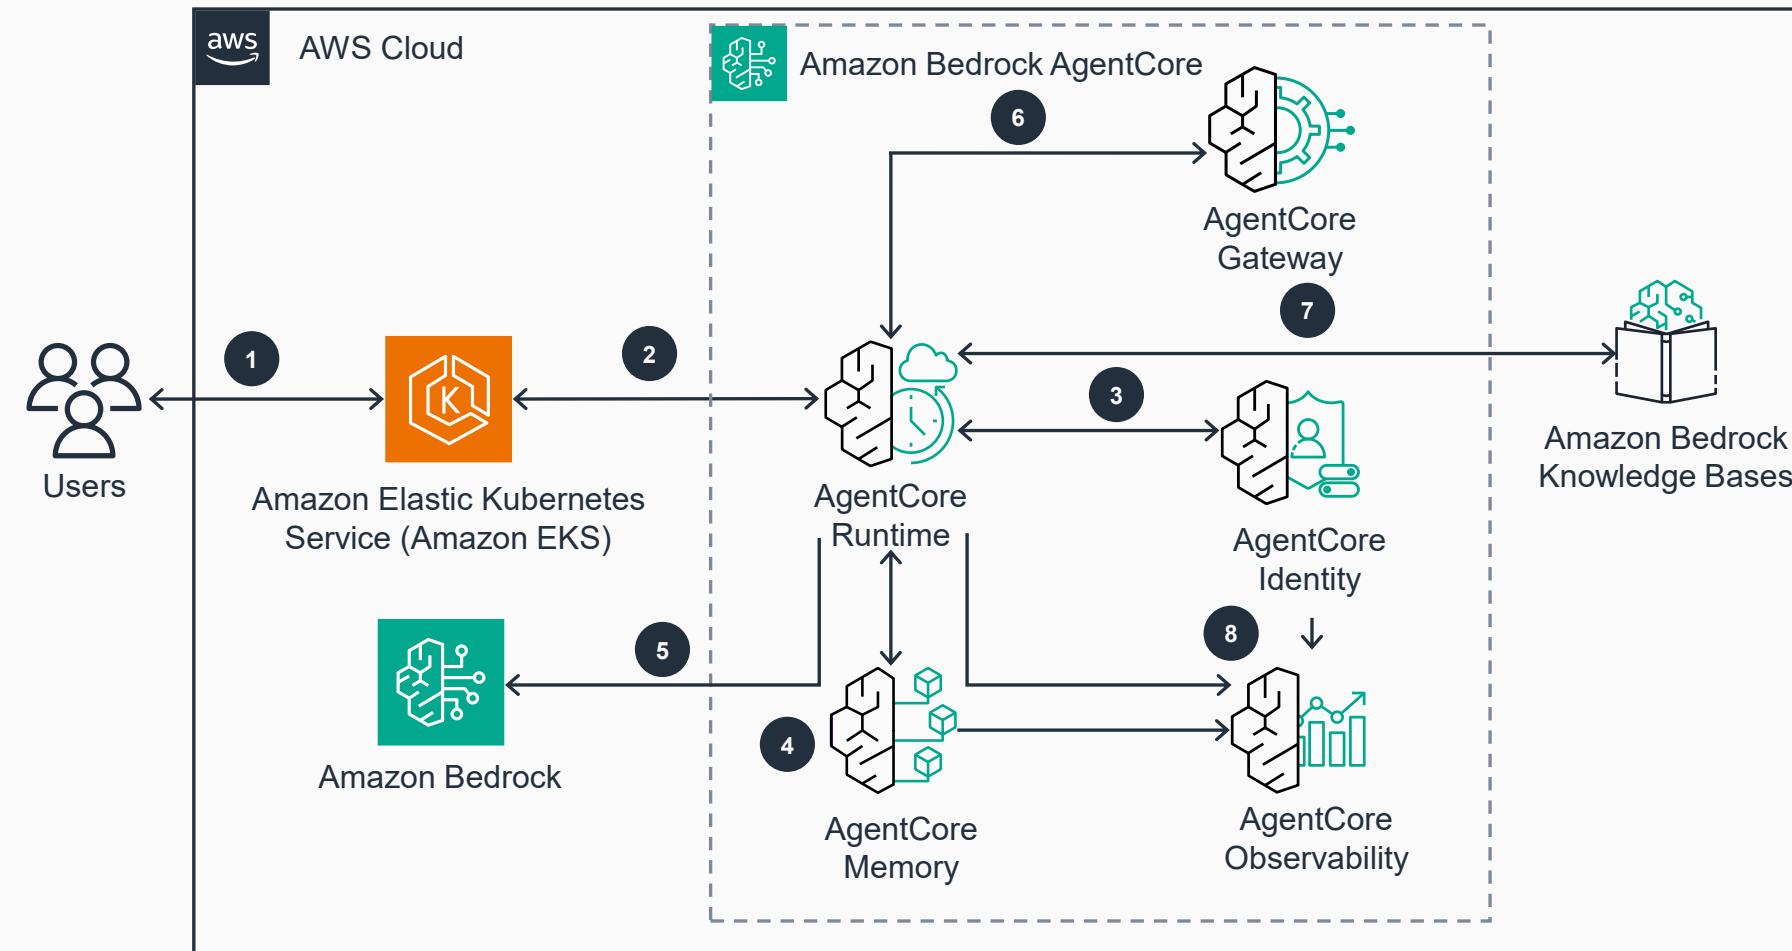 aws
AWS Cloud
Amazon Bedrock AgentCore
6
AgentCore
Gateway
7
1
2
3
K
Users
Amazon Elastic Kubernetes
Service (Amazon EKS)
AgentCore
Runtime
Amazon Bedrock
Knowledge Bases
AgentCore
Identity
5
8
4
Amazon Bedrock
AgentCore
Memory
AgentCore
Observability